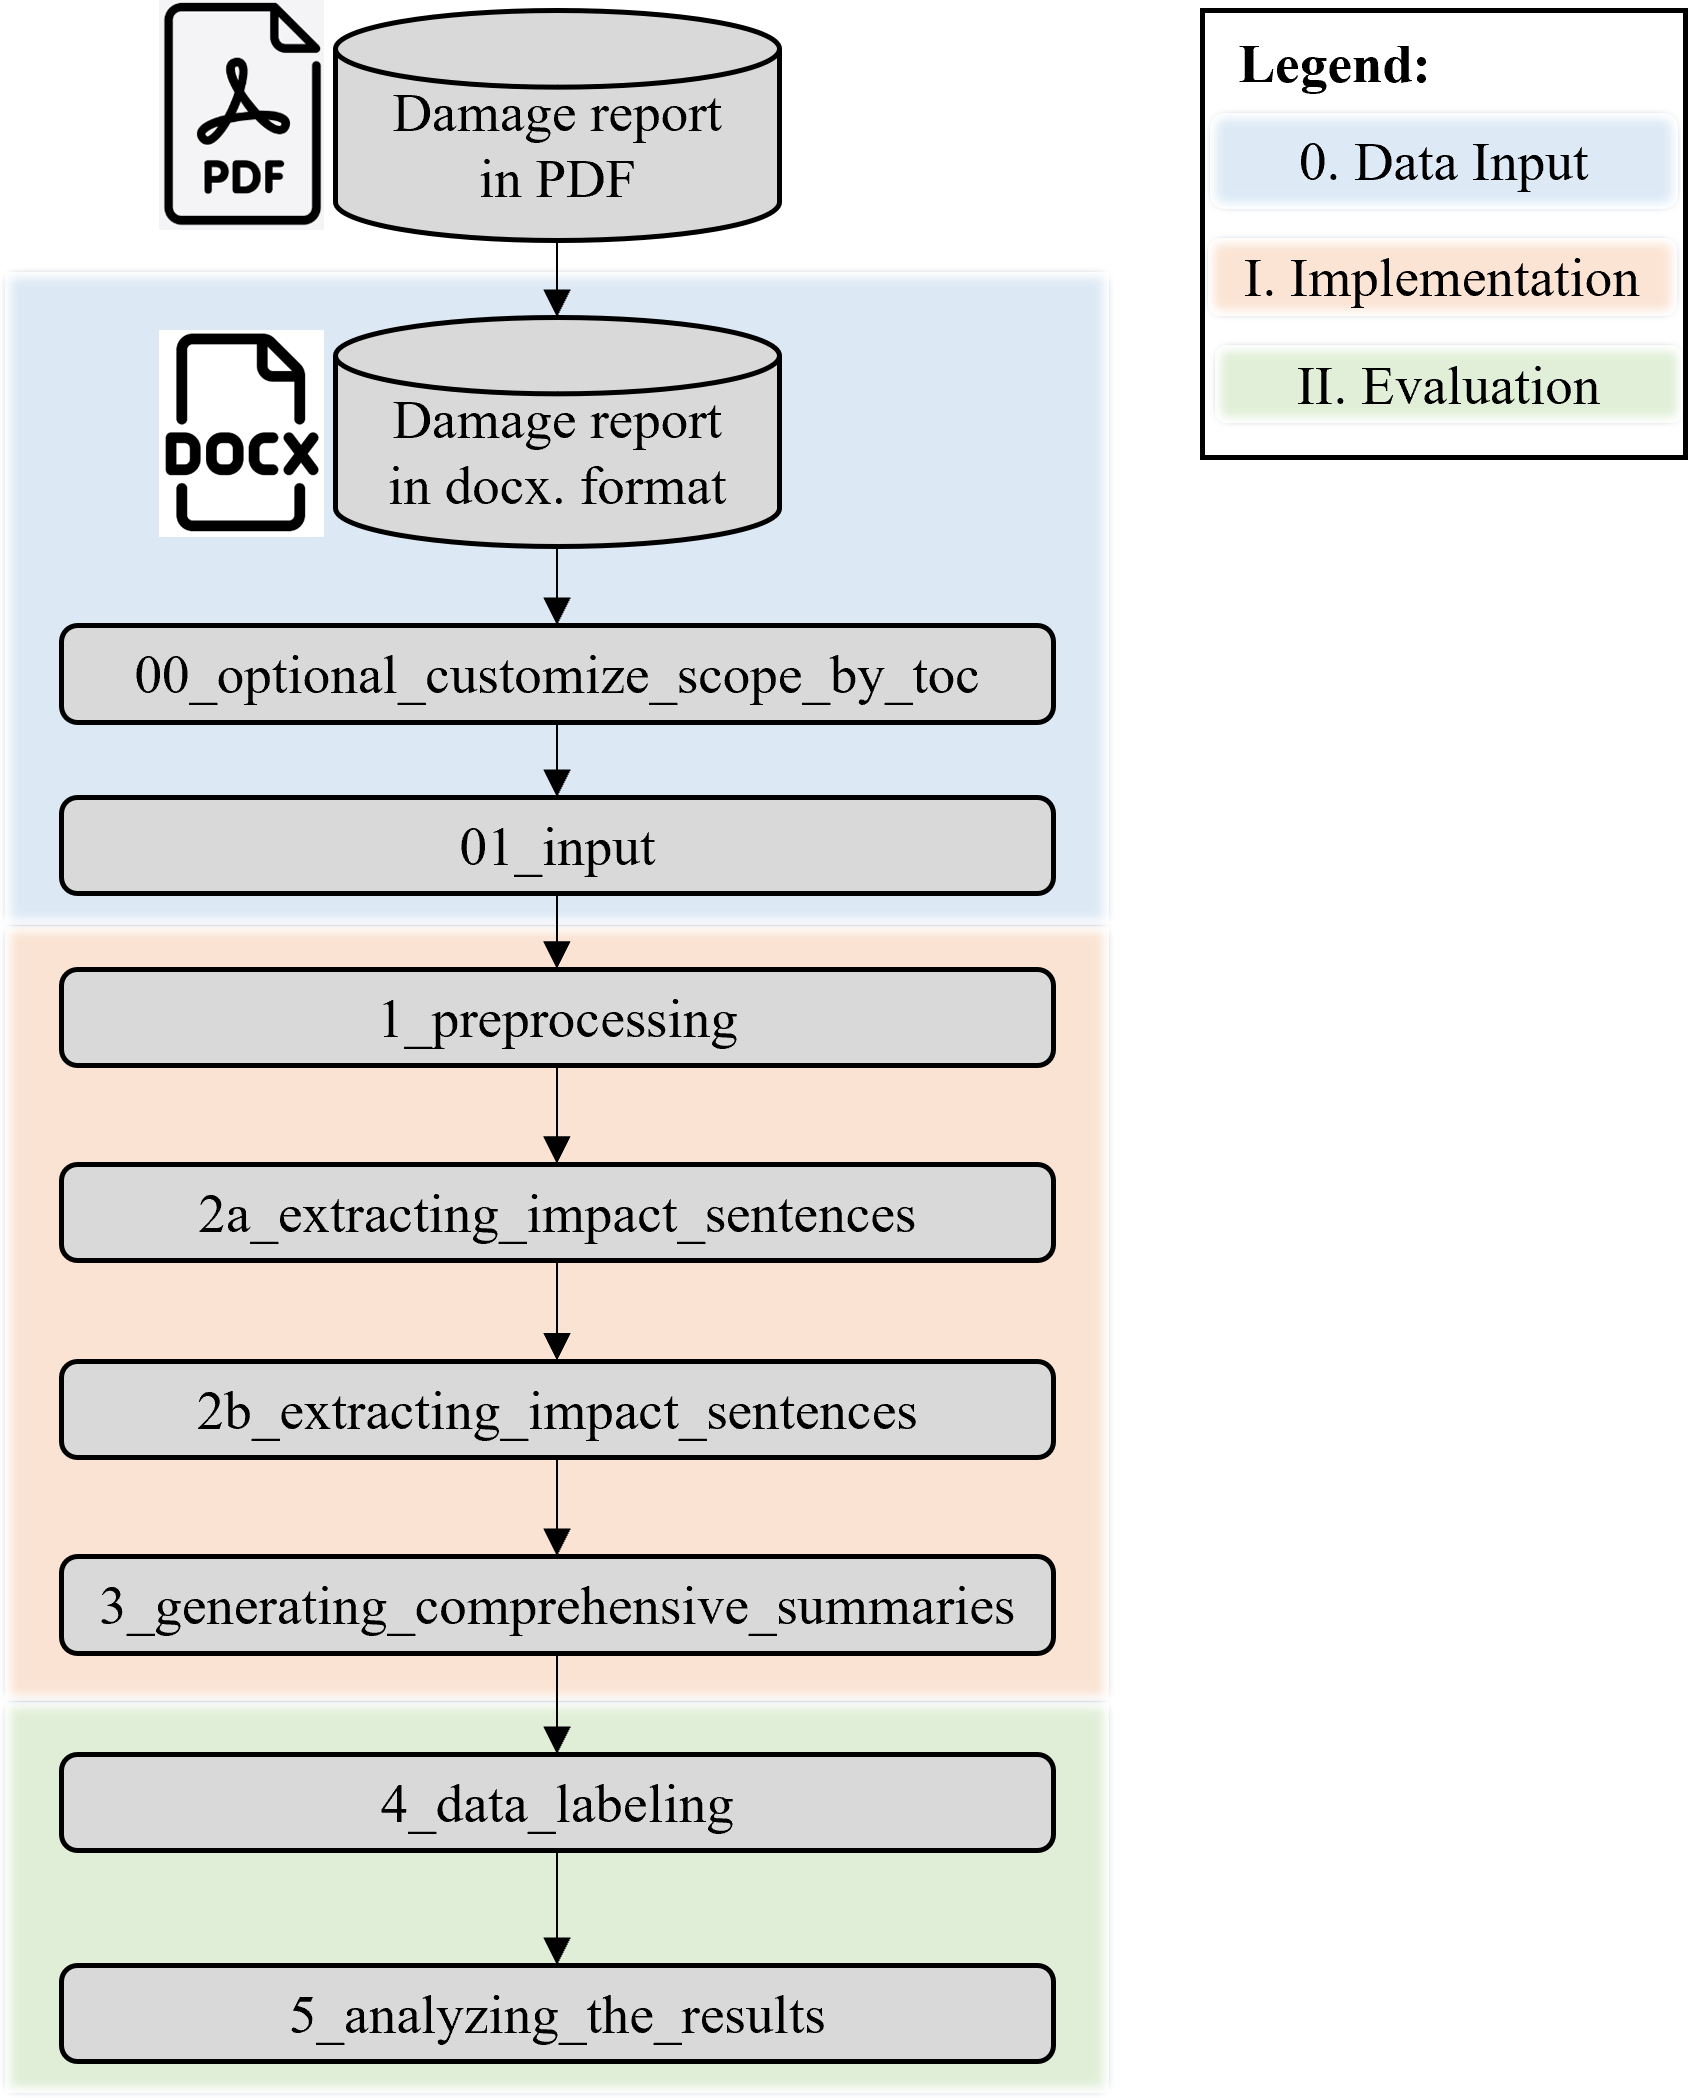 PDF
Damage report
in PDF
Legend:
0. Data Input
I. Implementation
II. Evaluation
DOCX
Damage report
in docx. format
00_optional_customize_scope_by_toc
01_input
1_preprocessing
2a_extracting_impact_sentences
2b_extracting_impact_sentences
3_generating_comprehensive_summaries
4_data_labeling
5_analyzing_the_results